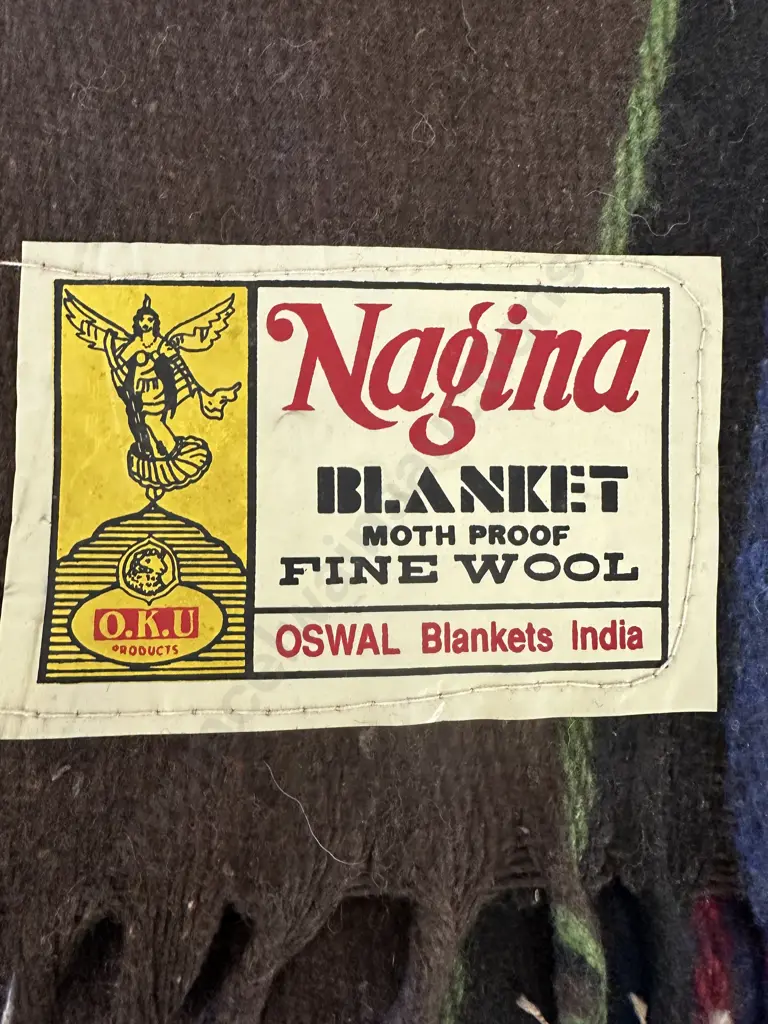 Nagina
BLANKET
MOTH PROOF
FINE WOOL
O.K.U
PRODUCTS
OSWAL Blankets India